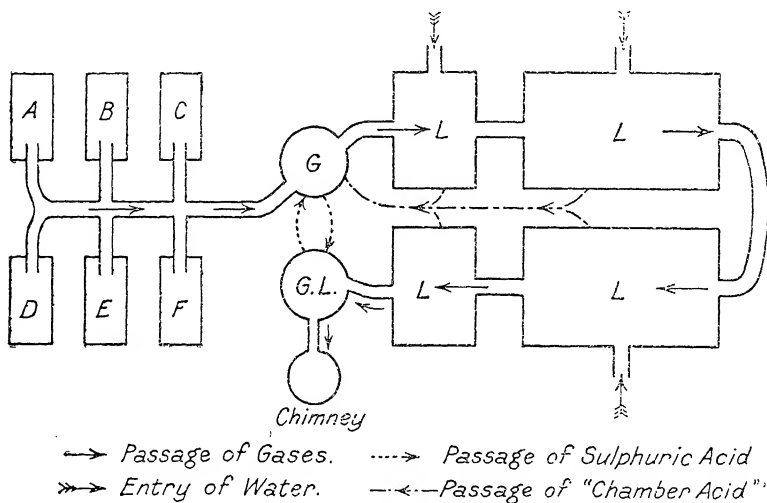 A
B
C
D
E
F
G
L
L
G.L.
L
L
Chimney
Passage of Gases.
Passage of Sulphuric Acid
Entry of Water.
Passage of "Chamber Acid"